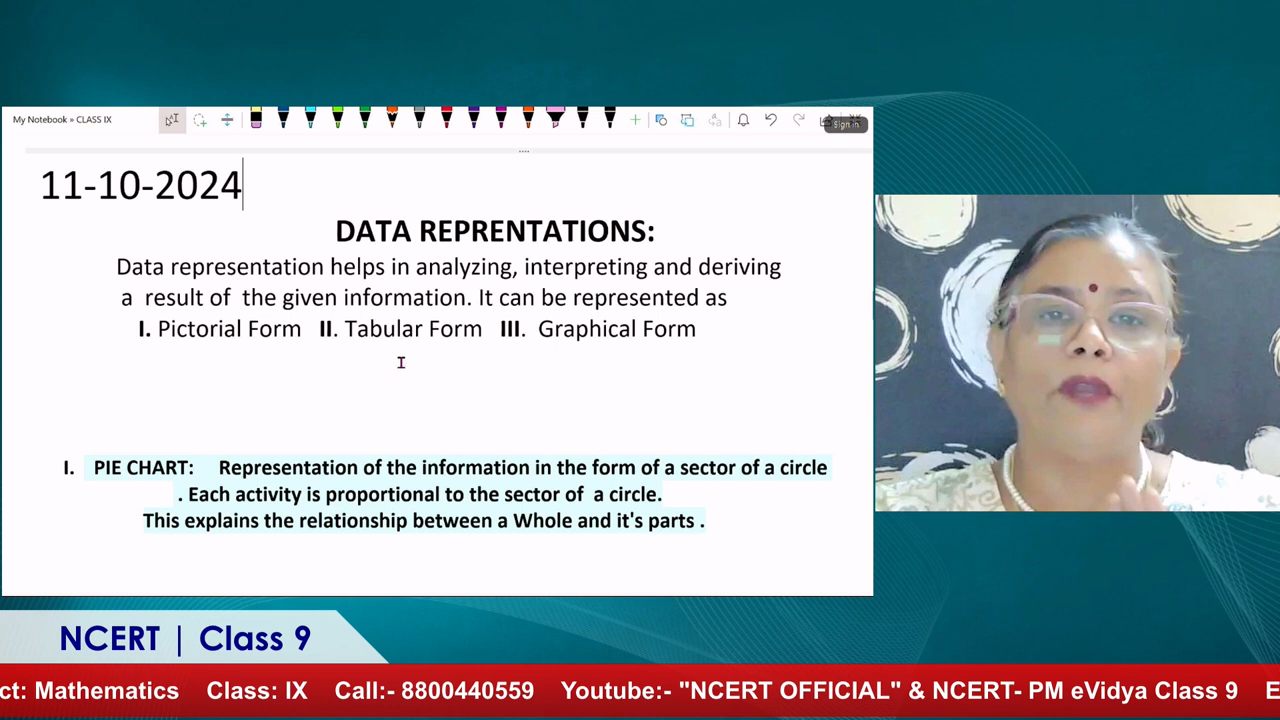 My Notebook » CLASS IX
Sign in
11-10-2024
DATA REPRENTATIONS:
Data representation helps in analyzing, interpreting and deriving
a result of the given information. It can be represented as
I. Pictorial Form II. Tabular Form III. Graphical Form
I. PIE CHART: Representation of the information in the form of a sector of a circle
. Each activity is proportional to the sector of a circle.
This explains the relationship between a Whole and it's parts .
NCERT | Class 9
ct: Mathematics Class: IX Call:- 8800440559 Youtube:- "NCERT OFFICIAL" & NCERT- PM eVidya Class 9 E